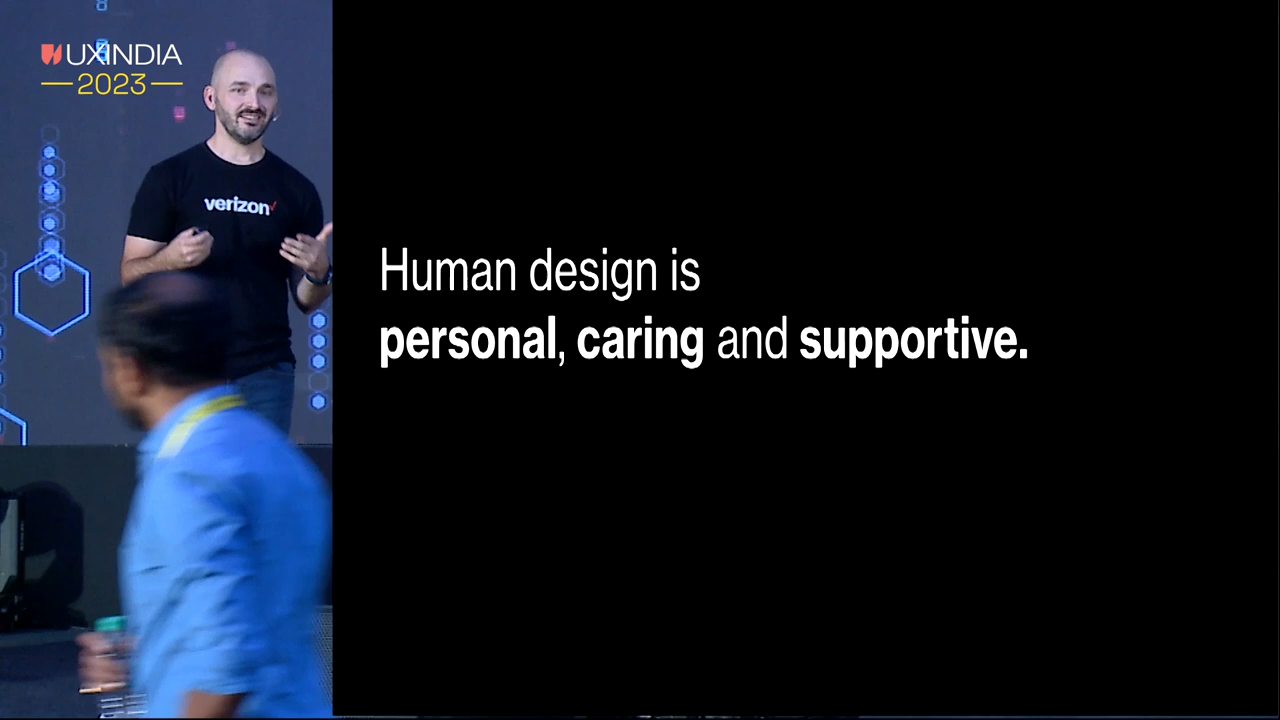 UXINDIA
2023
verizon
Human design is
personal, caring and supportive.